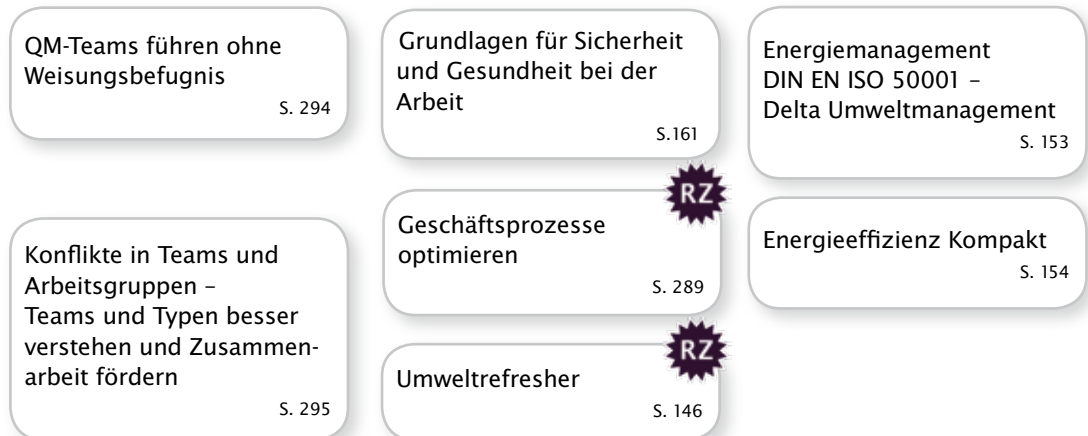 QM-Teams führen ohne
Weisungsbefugnis
S. 294
Konflikte in Teams und
Arbeitsgruppen –
Teams und Typen besser
verstehen und Zusammen-
arbeit fördern
S. 295
Grundlagen für Sicherheit
und Gesundheit bei der
Arbeit
S.161
RZ
Geschäftsprozesse
optimieren
S. 289
RZ
Umweltrefresher
S. 146
Energiemanagement
DIN EN ISO 50001 –
Delta Umweltmanagement
S. 153
Energieeffizienz Kompakt
S. 154